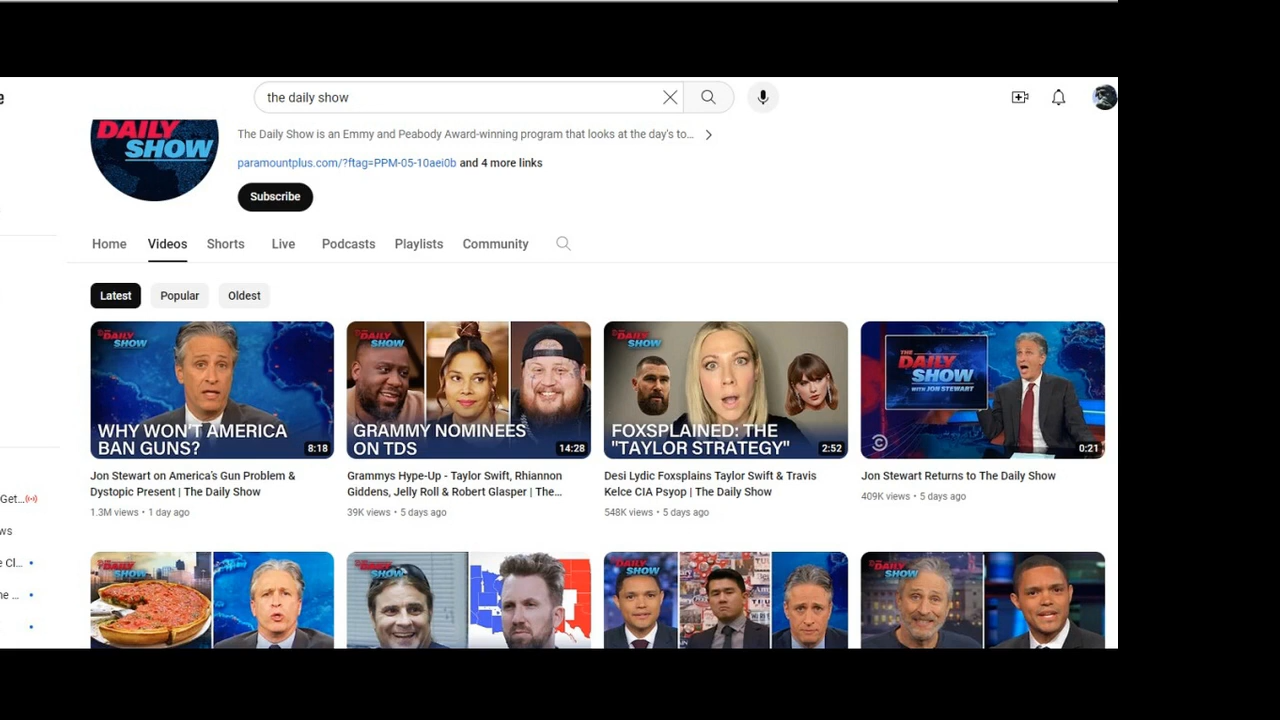 e
the daily show
DAILY
SHOW
The Daily Show is an Emmy and Peabody Award-winning program that looks at the day's to...
paramountplus.com/?ftag=PPM-05-10aei0b and 4 more links
Subscribe
Home Videos Shorts Live Podcasts Playlists Community
Latest Popular Oldest
DAILY SHOW
WHY WON'T AMERICA
BAN GUNS?
8:18
DAILY SHOW
GRAMMY NOMINEES
ON TDS
14:28
DAILY SHOW
FOXSPLAINED: THE
"TAYLOR STRATEGY"
2:52
THE
DAILY
SHOW
WITH JON STEWART
0:21
Jon Stewart on America's Gun Problem &
Dystopic Present | The Daily Show
1.3M views • 1 day ago
Grammys Hype-Up - Taylor Swift, Rhiannon
Giddens, Jelly Roll & Robert Glasper | The...
39K views • 5 days ago
Desi Lydic Foxsplains Taylor Swift & Travis
Kelce CIA Psyop | The Daily Show
548K views • 5 days ago
Jon Stewart Returns to The Daily Show
409K views • 5 days ago
Get...
ws
e Cl...
ne ...
DAILY SHOW
DAILY SHOW
DAILY SHOW
DAILY SHOW